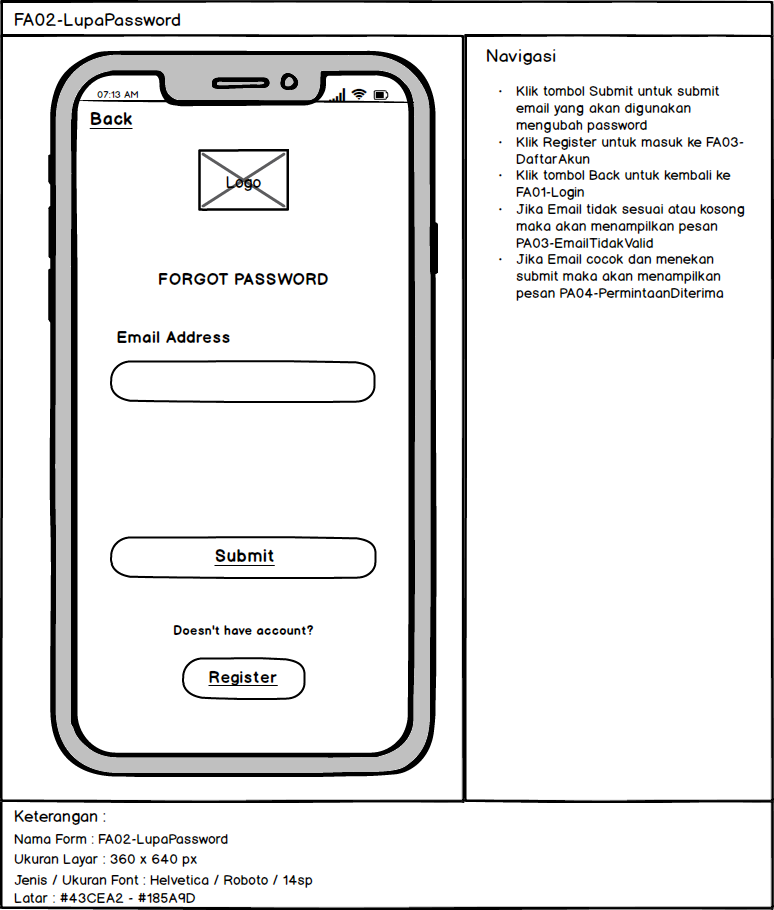 FA02-LupaPassword
07:13 AM
Back
Logo
FORGOT PASSWORD
Email Address
Submit
Doesn't have account?
Register
Navigasi
· Klik tombol Submit untuk submit
email yang akan digunakan
mengubah password
· Klik Register untuk masuk ke FA03-
DaftarAkun
· Klik tombol Back untuk kembali ke
FA01-Login
· Jika Email tidak sesuai atau kosong
maka akan menampilkan pesan
PA03-EmailTidakValid
· Jika Email cocok dan menekan
submit maka akan menampilkan
pesan PA04-PermintaanDiterima
Keterangan :
Nama Form : FA02-LupaPassword
Ukuran Layar : 360 x 640 px
Jenis / Ukuran Font : Helvetica / Roboto / 14sp
Latar : #43CEA2 - #185A9D